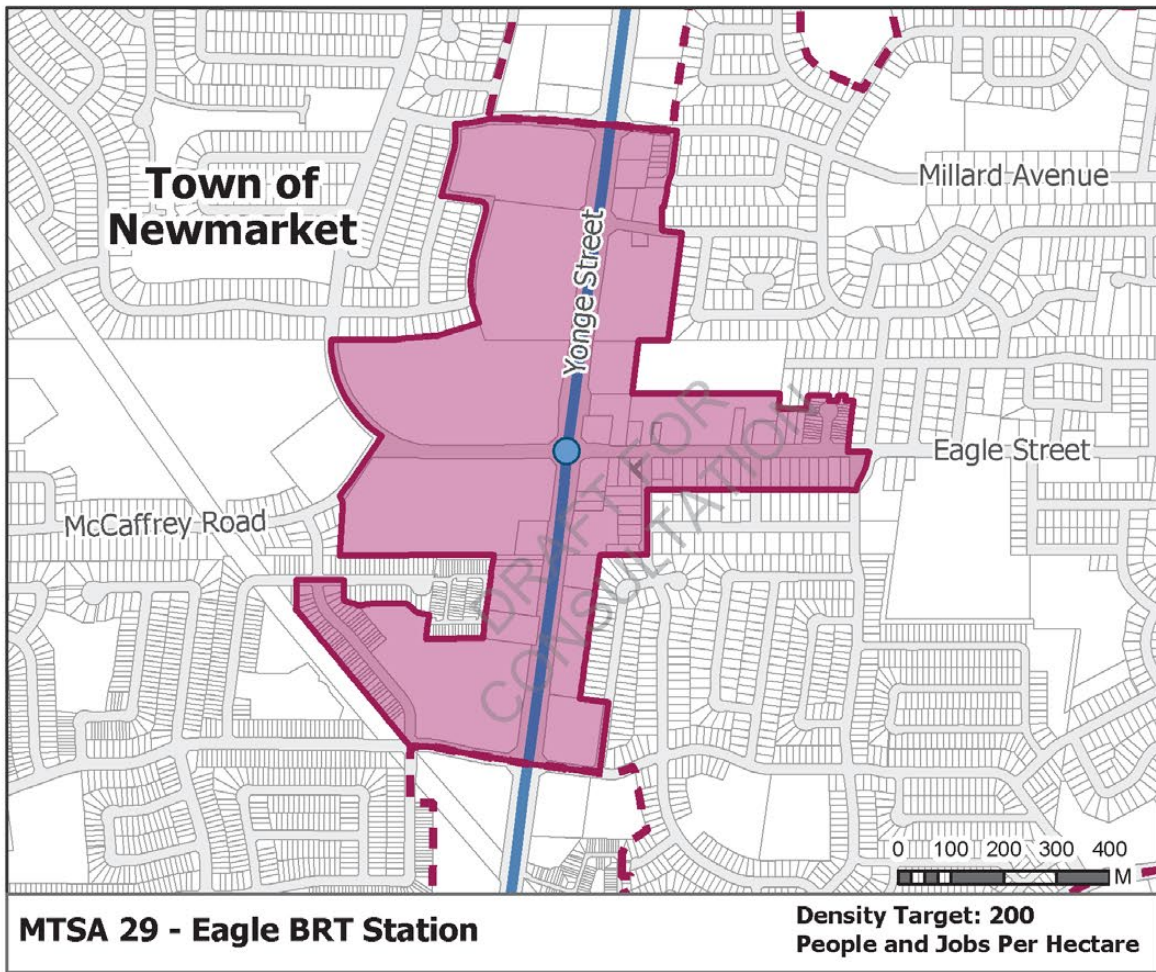 Town of
Newmarket
Millard Avenue
Yonge Street
Eagle Street
McCaffrey Road
DRAFT FOR
CONSULTATION
0 100 200 300 400
M
MTSA 29 - Eagle BRT Station
Density Target: 200
People and Jobs Per Hectare